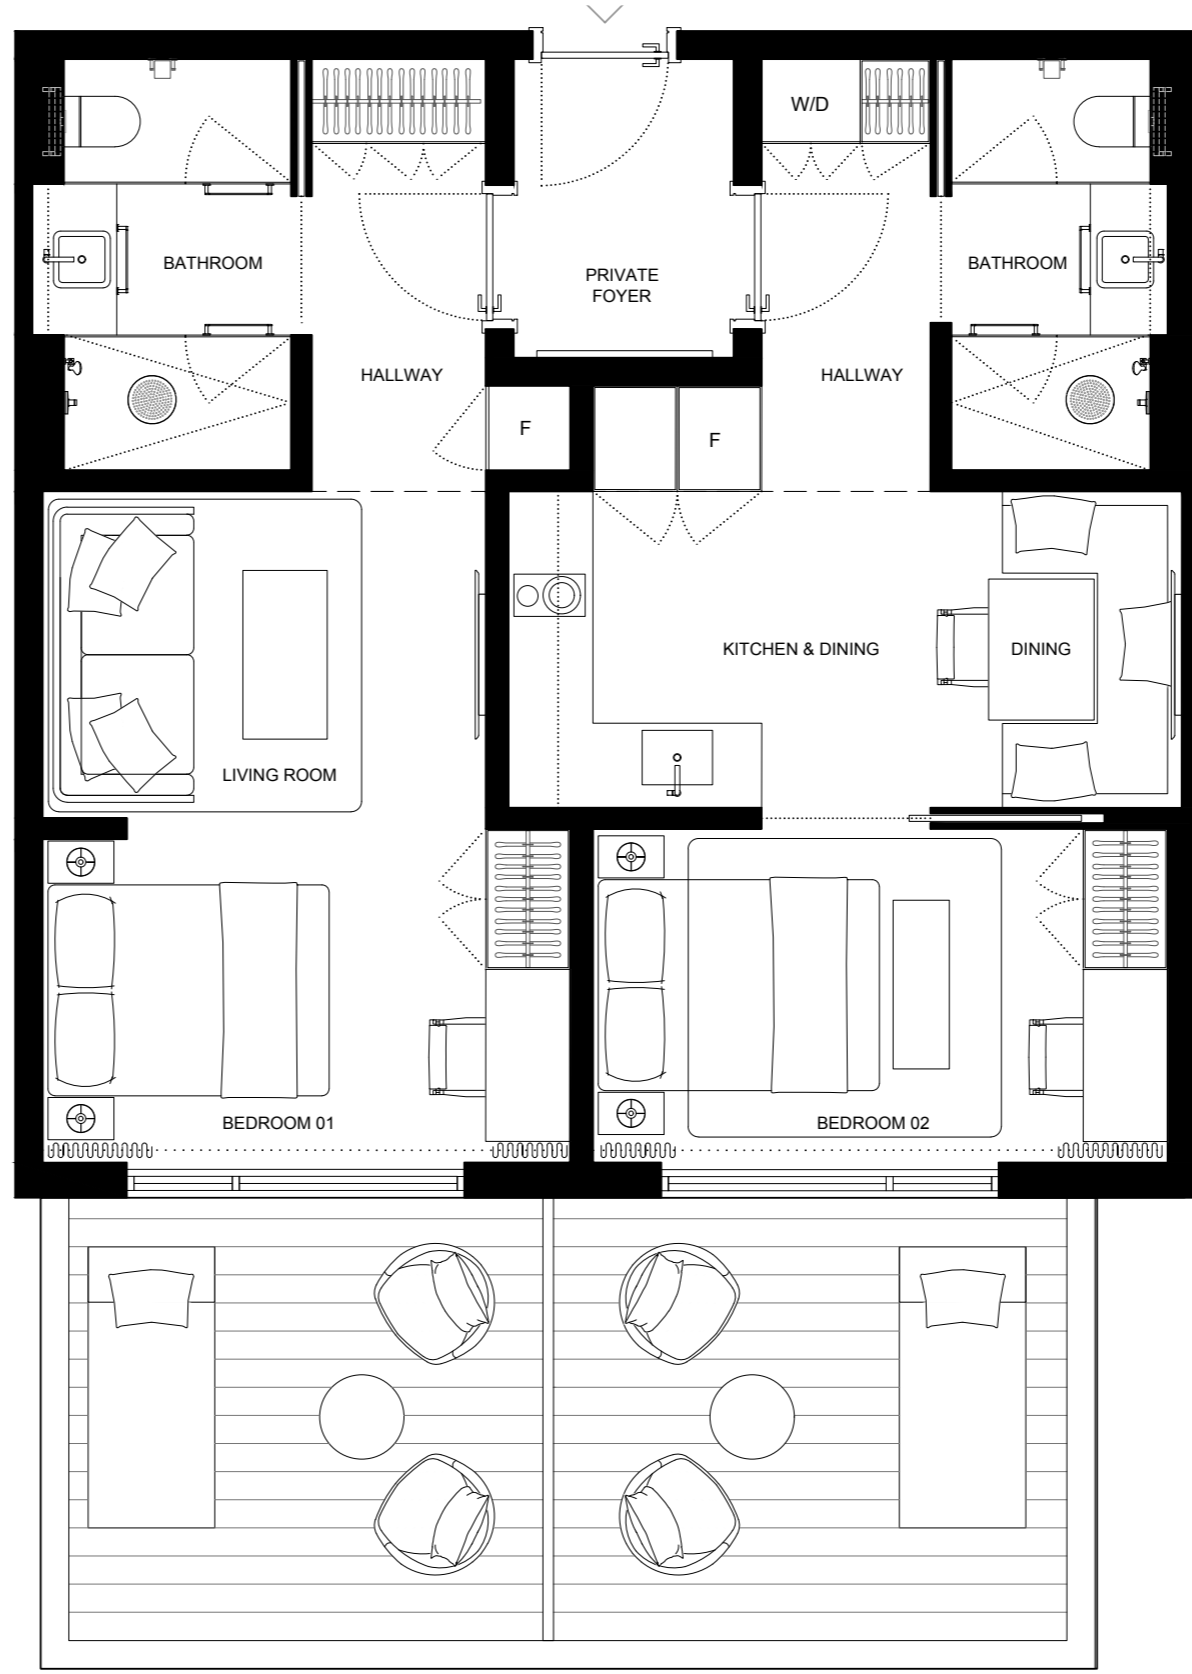 W/D
BATHROOM
PRIVATE
FOYER
BATHROOM
HALLWAY
HALLWAY
F
F
KITCHEN & DINING
DINING
LIVING ROOM
BEDROOM 01
BEDROOM 02